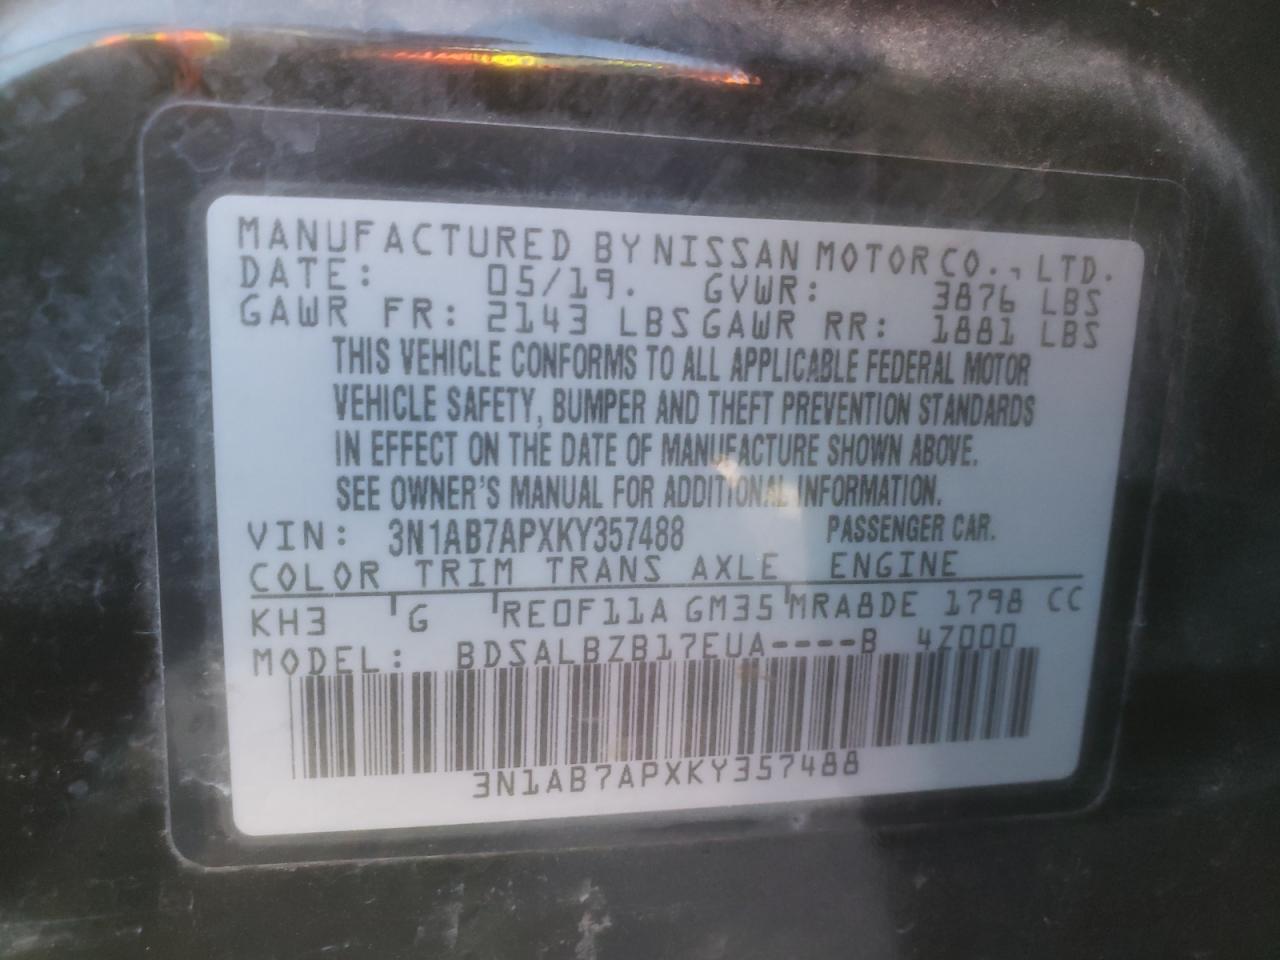 MANUFACTURED BY NISSAN MOTOR CO., LTD.
DATE: 05/19. GVWR: 3876 LBS
GAWR FR: 2143 LBS GAWR RR: 1881 LBS
THIS VEHICLE CONFORMS TO ALL APPLICABLE FEDERAL MOTOR
VEHICLE SAFETY, BUMPER AND THEFT PREVENTION STANDARDS
IN EFFECT ON THE DATE OF MANUFACTURE SHOWN ABOVE.
SEE OWNER'S MANUAL FOR ADDITIONAL INFORMATION.
VIN: 3N1AB7APXKY357488 PASSENGER CAR.
COLOR TRIM TRANS AXLE ENGINE
KH3 G RE0F11A GM35 MRA8DE 1798 CC
MODEL: BDSALBZB17EUA----B 4Z000
3N1AB7APXKY357488